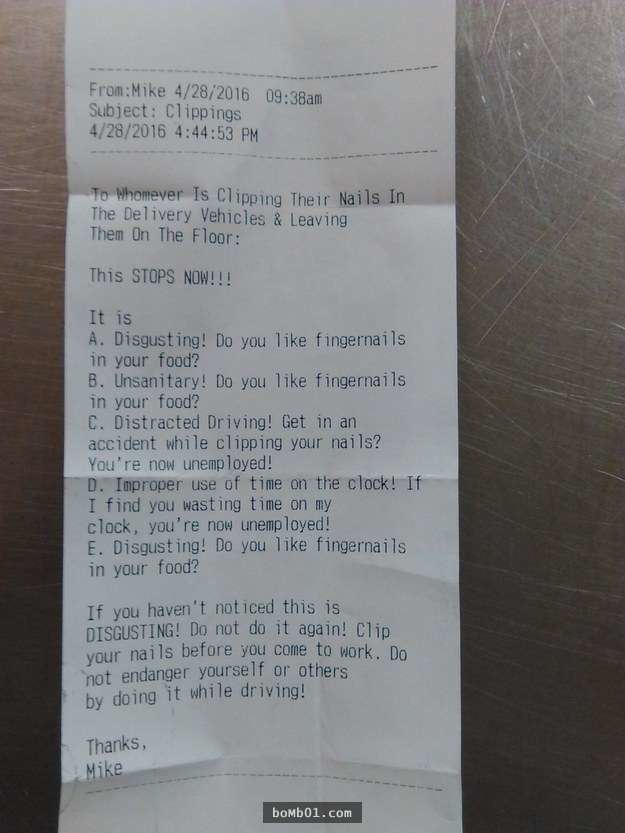 From:Mike 4/28/2016 09:38am
Subject: Clippings
4/28/2016 4:44:53 PM
To Whomever Is Clipping Their Nails In
The Delivery Vehicles & Leaving
Them On The Floor:
This STOPS NOW!!!
It is
A. Disgusting! Do you like fingernails
in your food?
B. Unsanitary! Do you like fingernails
in your food?
C. Distracted Driving! Get in an
accident while clipping your nails?
You're now unemployed!
D. Improper use of time on the clock! If
I find you wasting time on my
clock, you're now unemployed!
E. Disgusting! Do you like fingernails
in your food?
If you haven't noticed this is
DISGUSTING! Do not do it again! Clip
your nails before you come to work. Do
not endanger yourself or others
by doing it while driving!
Thanks,
Mike
boMb01.com